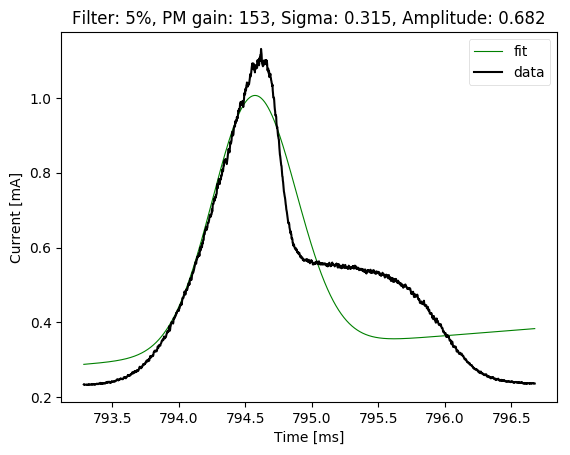 Filter: 5%, PM gain: 153, Sigma: 0.315, Amplitude: 0.682
fit
data
1.0
0.8
0.6
0.4
0.2
Current [mA]
793.5 794.0 794.5 795.0 795.5 796.0 796.5
Time [ms]